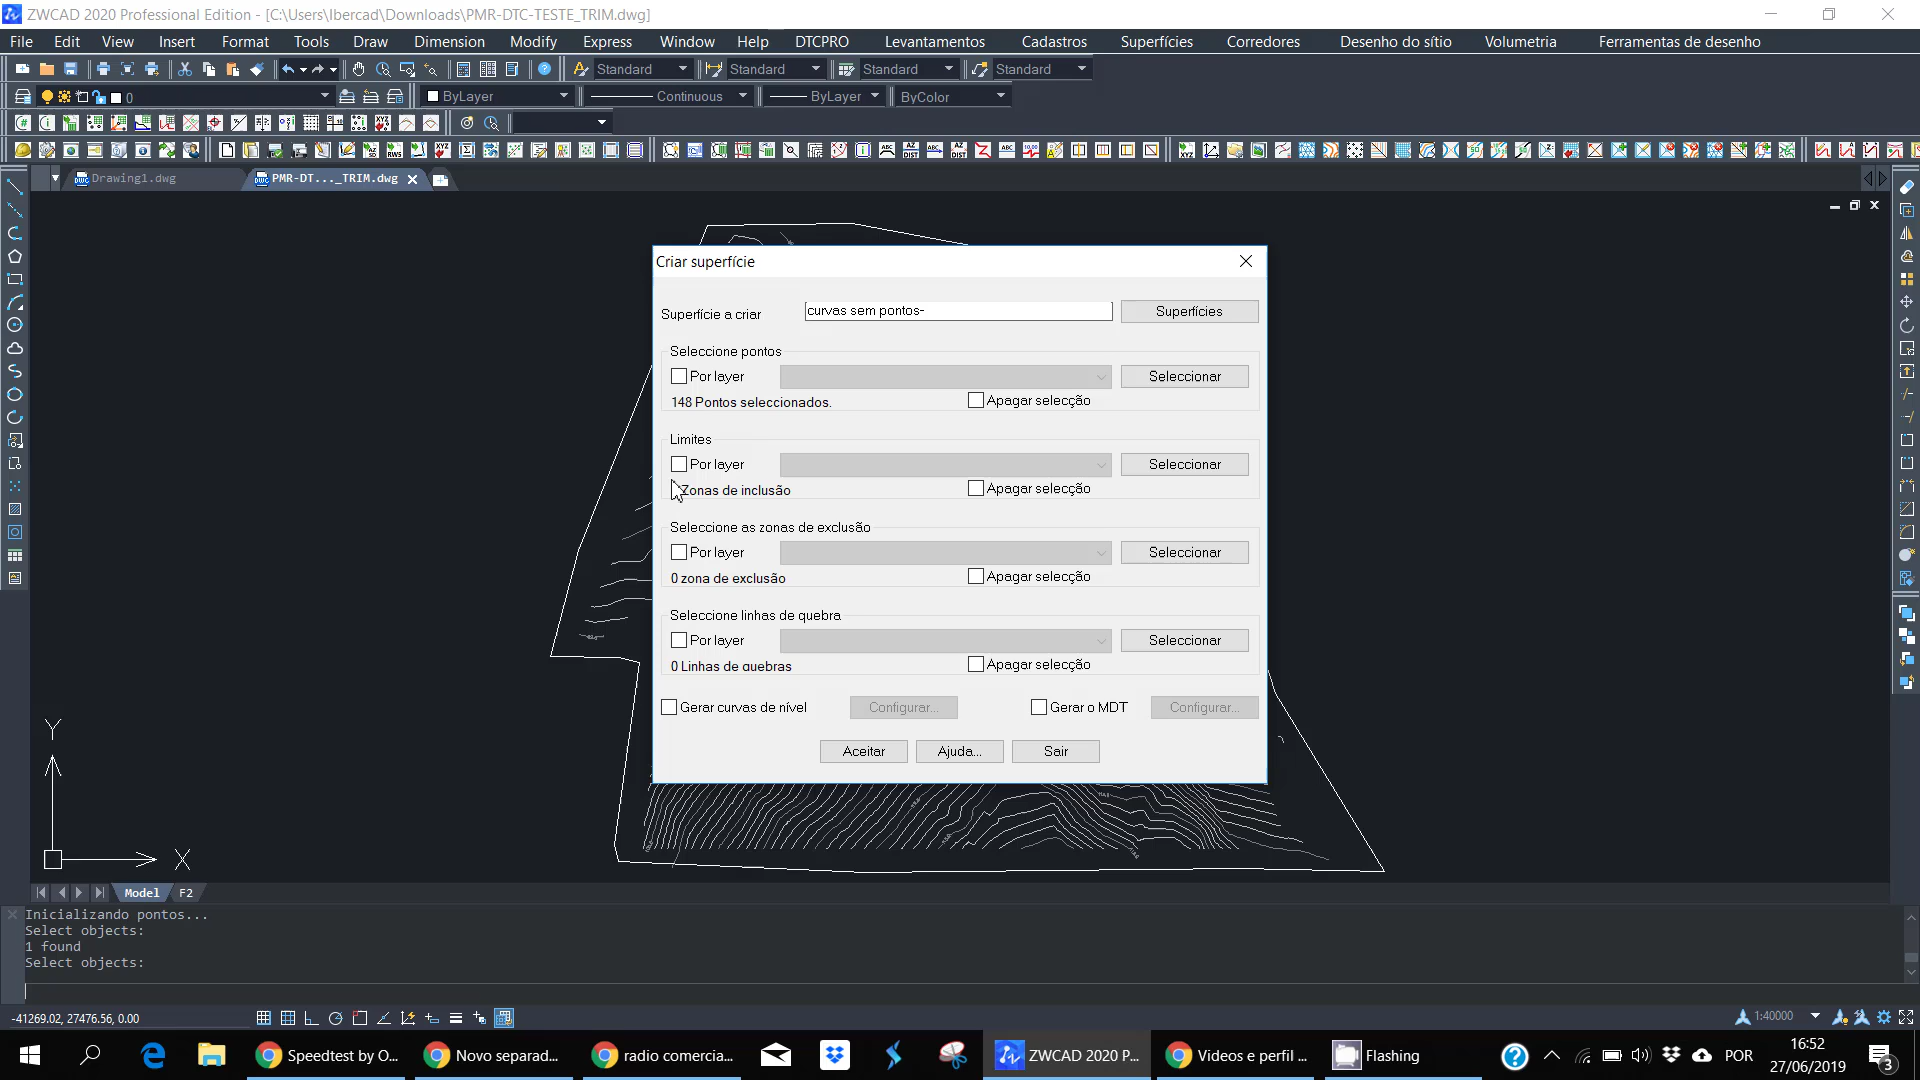 ZWCAD 2020 Professional Edition - [C:\Users\Ibercad\Downloads\PMR-DTC-TESTE_TRIM.dwg]
File Edit View Insert Format Tools Draw Dimension Modify Express Window Help DTCPRO Levantamentos Cadastros Superfícies Corredores Desenho do sítio Volumetria Ferramentas de desenho
Standard Standard Standard Standard
0 ByLayer Continuous ByLayer ByColor
Drawing1.dwg PMR-DT..._TRIM.dwg
Criar superfície
Superfície a criar curvas sem pontos- Superfícies
Seleccione pontos
Por layer Seleccionar
148 Pontos seleccionados. Apagar selecção
Limites
Por layer Seleccionar
Zonas de inclusão Apagar selecção
Seleccione as zonas de exclusão
Por layer Seleccionar
0 zona de exclusão Apagar selecção
Seleccione linhas de quebra
Por layer Seleccionar
0 Linhas de quebras Apagar selecção
Gerar curvas de nível Configurar... Gerar o MDT Configurar...
Aceitar Ajuda... Sair
Y
X
Model F2
Inicializando pontos...
Select objects:
1 found
Select objects:
-41269.02, 27476.56, 0.00 1:40000
Speedtest by O... Novo separad... radio comercia... ZWCAD 2020 P... Videos e perfil ... Flashing POR 16:52
27/06/2019 3